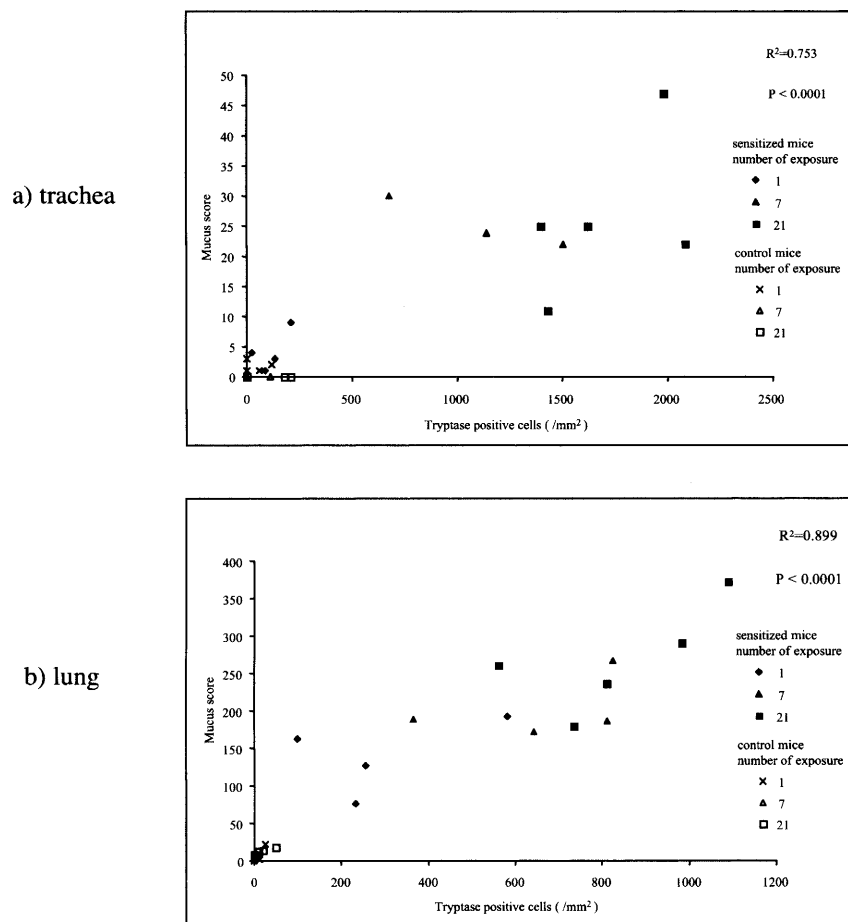 a) trachea
R²=0.753
P < 0.0001
50
45
40
35
30
25
20
15
10
5
0
Mucus score
0 500 1000 1500 2000 2500
Tryptase positive cells ( /mm² )
sensitized mice
number of exposure
1
7
21
control mice
number of exposure
1
7
21
b) lung
R²=0.899
P < 0.0001
400
350
300
250
200
150
100
50
0
Mucus score
0 200 400 600 800 1000 1200
Tryptase positive cells ( /mm² )
sensitized mice
number of exposure
1
7
21
control mice
number of exposure
1
7
21